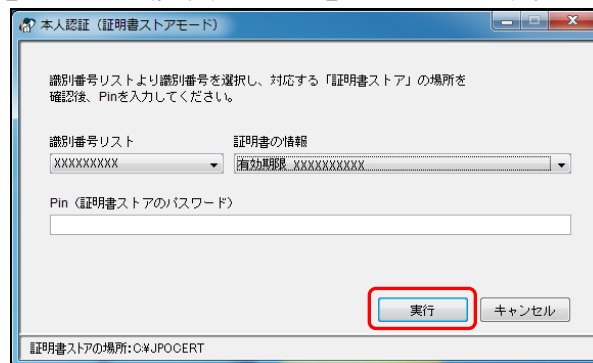 本人認証（証明書ストアモード）
識別番号リストより識別番号を選択し、対応する「証明書ストア」の場所を
確認後、Pinを入力してください。
識別番号リスト 証明書の情報
XXXXXXXXX 有効期限 XXXXXXXXXX
Pin（証明書ストアのパスワード）
実行 キャンセル
証明書ストアの場所:C:¥JPOCERT